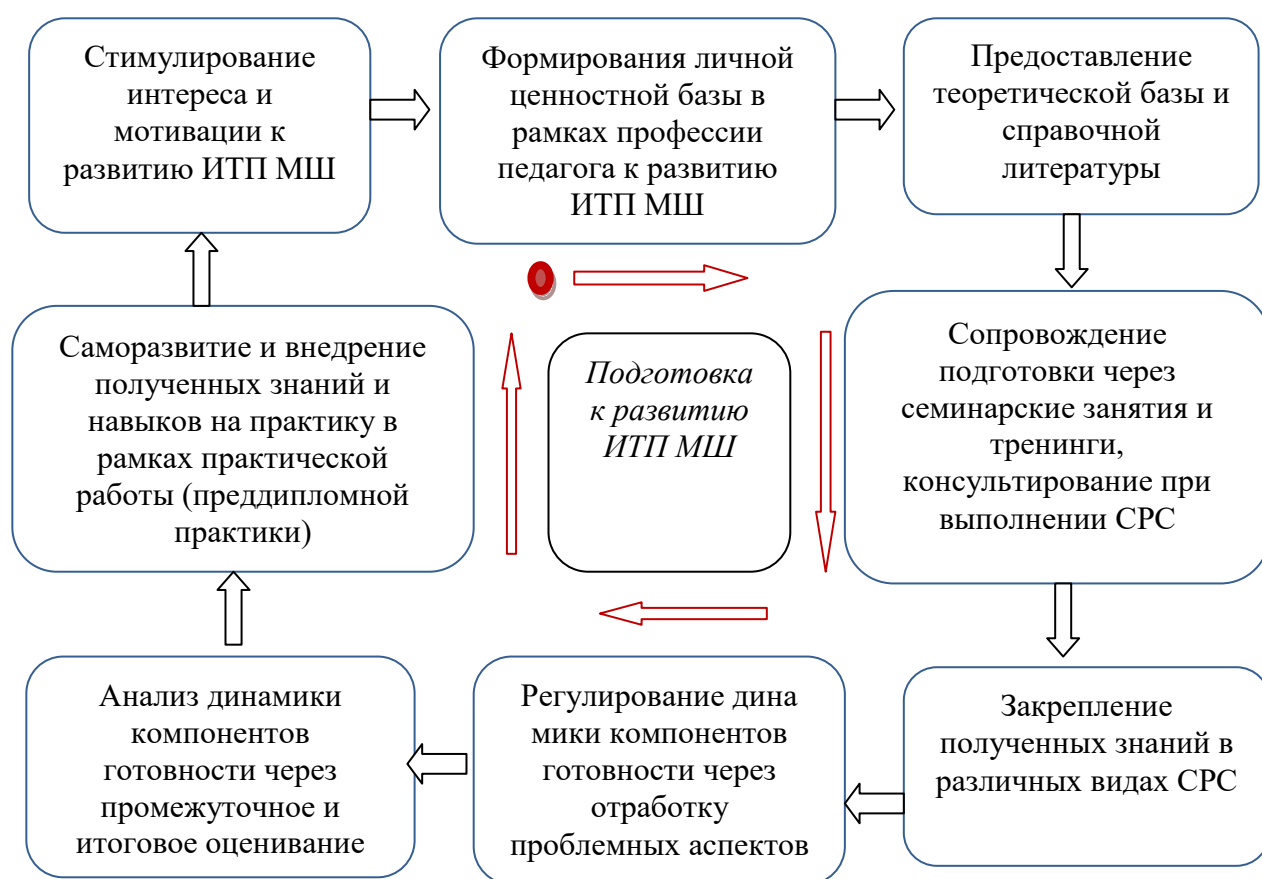 Стимулирование
интереса и
мотивации к
развитию ИТП МШ
Формирования личной
ценностной базы в
рамках профессии
педагога к развитию
ИТП МШ
Предоставление
теоретической базы и
справочной
литературы
Саморазвитие и внедрение
полученных знаний и
навыков на практику в
рамках практической
работы (преддипломной
практики)
Подготовка
к развитию
ИТП МШ
Сопровождение
подготовки через
семинарские занятия и
тренинги,
консультирование при
выполнении СРС
Анализ динамики
компонентов
готовности через
промежуточное и
итоговое оценивание
Регулирование дина
мики компонентов
готовности через
отработку
проблемных аспектов
Закрепление
полученных знаний в
различных видах СРС